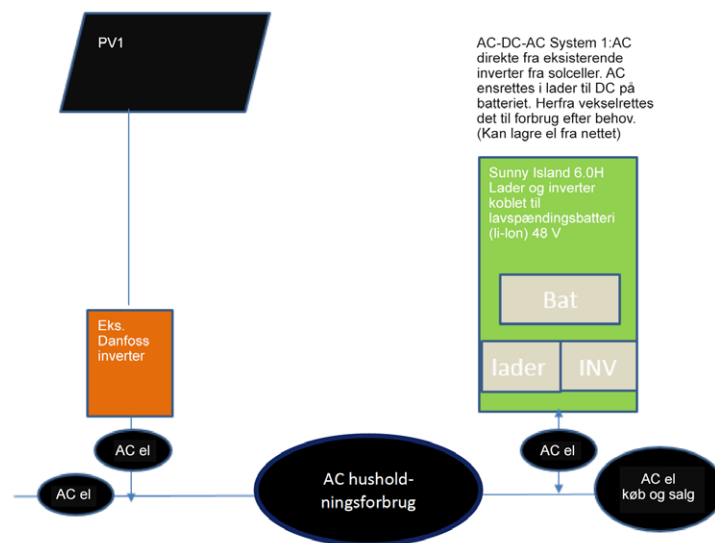 PV1
AC-DC-AC System 1:AC
direkte fra eksisterende
inverter fra solceller. AC
ensrettes i lader til DC på
batteriet. Herfra vekselrettes
det til forbrug efter behov.
(Kan lagre el fra nettet)
Sunny Island 6.0H
Lader og inverter
koblet til
lavspændingsbatteri
(li-Ion) 48 V
Bat
lader
INV
Eks.
Danfoss
inverter
AC el
AC el
AC hushold-
ningsforbrug
AC el
AC el
køb og salg